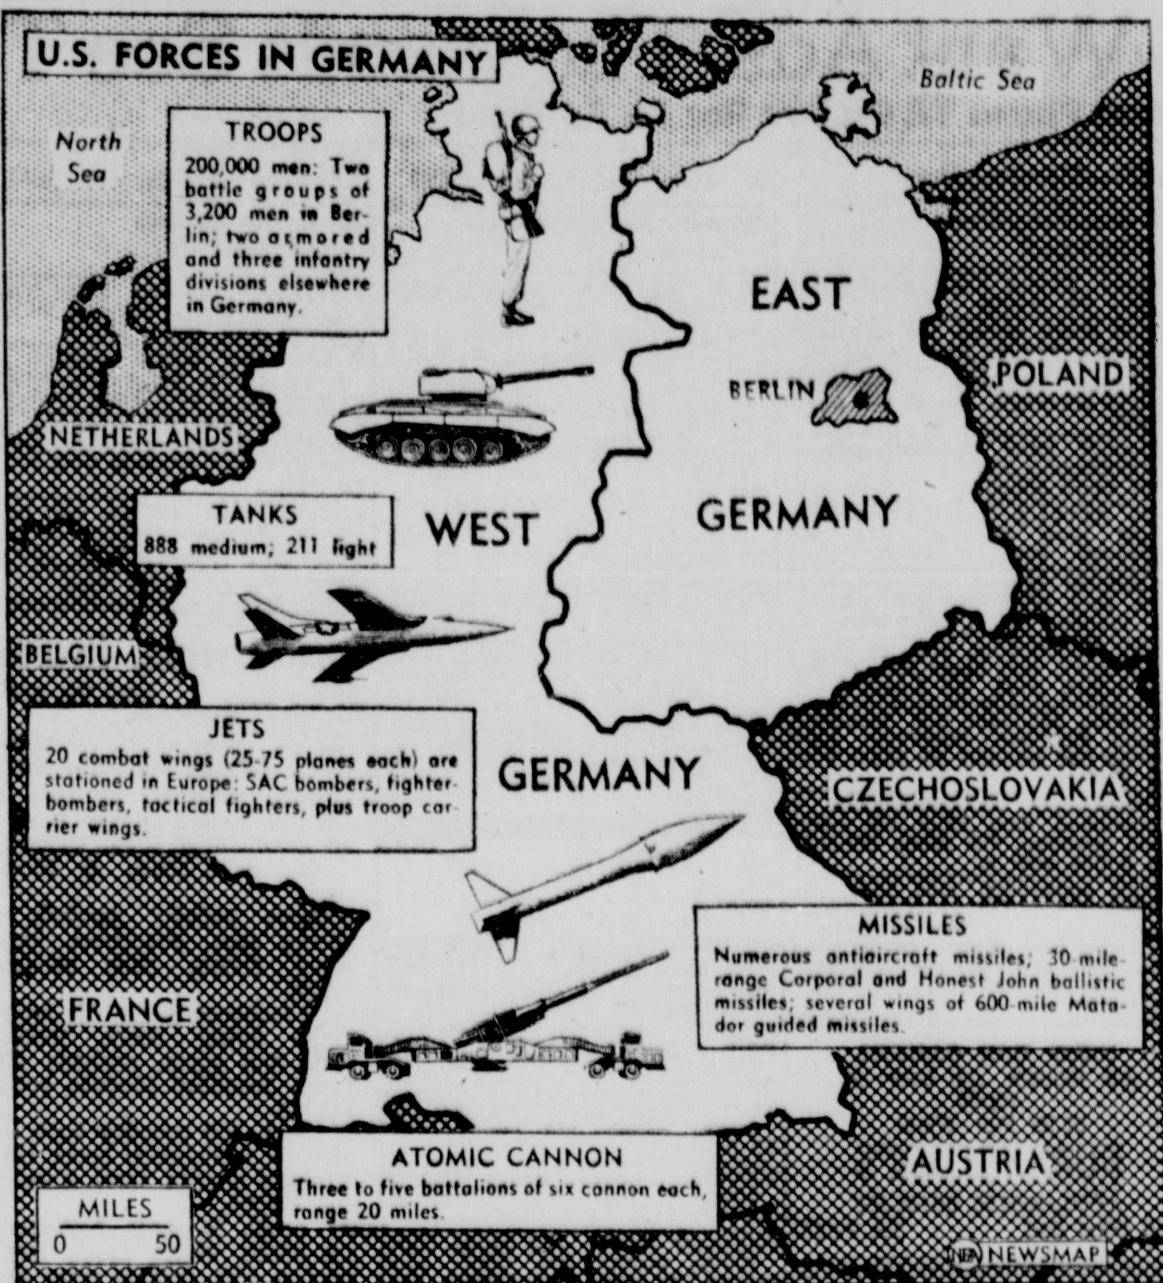 U.S. FORCES IN GERMANY
Baltic Sea
North
Sea
TROOPS
200,000 men: Two
battle groups of
3,200 men in Ber-
lin; two armored
and three infantry
divisions elsewhere
in Germany.
EAST
GERMANY
BERLIN
POLAND
NETHERLANDS
TANKS
888 medium; 211 light
WEST
GERMANY
BELGIUM
JETS
20 combat wings (25-75 planes each) are
stationed in Europe: SAC bombers, fighter-
bombers, tactical fighters, plus troop car-
rier wings.
CZECHOSLOVAKIA
MISSILES
Numerous antiaircraft missiles; 30-mile-
range Corporal and Honest John ballistic
missiles; several wings of 600-mile Mata-
dor guided missiles.
FRANCE
ATOMIC CANNON
Three to five battalions of six cannon each,
range 20 miles.
AUSTRIA
MILES
0 50
NEA NEWSMAP